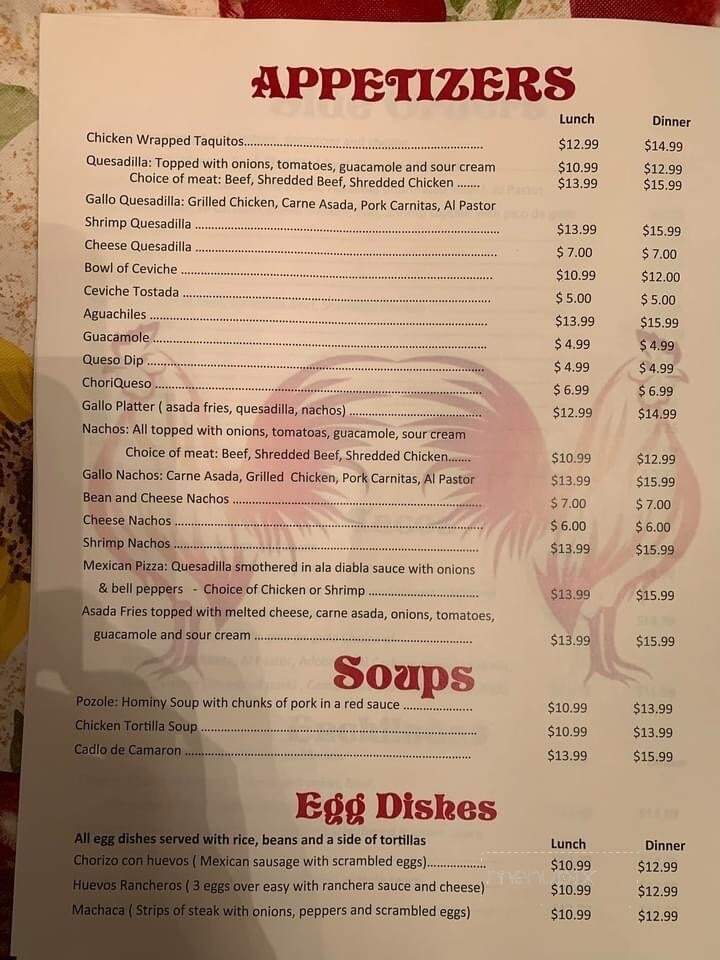 APPETIZERS
Lunch Dinner
Chicken Wrapped Taquitos................................................................ $12.99 $14.99
Quesadilla: Topped with onions, tomatoes, guacamole and sour cream $10.99 $12.99
Choice of meat: Beef, Shredded Beef, Shredded Chicken ....... $13.99 $15.99
Gallo Quesadilla: Grilled Chicken, Carne Asada, Pork Carnitas, Al Pastor
Shrimp Quesadilla ................................................................ $13.99 $15.99
Cheese Quesadilla ................................................................ $ 7.00 $ 7.00
Bowl of Ceviche ................................................................ $10.99 $12.00
Ceviche Tostada ................................................................ $ 5.00 $ 5.00
Aguachiles ................................................................ $13.99 $15.99
Guacamole ................................................................ $ 4.99 $ 4.99
Queso Dip ................................................................ $ 4.99 $ 4.99
ChoriQueso ................................................................ $ 6.99 $ 6.99
Gallo Platter ( asada fries, quesadilla, nachos) .................................... $12.99 $14.99
Nachos: All topped with onions, tomatoas, guacamole, sour cream
Choice of meat: Beef, Shredded Beef, Shredded Chicken....... $10.99 $12.99
Gallo Nachos: Carne Asada, Grilled Chicken, Pork Carnitas, Al Pastor $13.99 $15.99
Bean and Cheese Nachos ................................................................ $ 7.00 $ 7.00
Cheese Nachos ................................................................ $ 6.00 $ 6.00
Shrimp Nachos ................................................................ $13.99 $15.99
Mexican Pizza: Quesadilla smothered in ala diabla sauce with onions
& bell peppers - Choice of Chicken or Shrimp .................................... $13.99 $15.99
Asada Fries topped with melted cheese, carne asada, onions, tomatoes,
guacamole and sour cream ................................................................ $13.99 $15.99
Soups
Pozole: Hominy Soup with chunks of pork in a red sauce .................... $10.99 $13.99
Chicken Tortilla Soup ................................................................ $10.99 $13.99
Cadlo de Camaron ................................................................ $13.99 $15.99
Egg Dishes
All egg dishes served with rice, beans and a side of tortillas Lunch Dinner
Chorizo con huevos ( Mexican sausage with scrambled eggs).................. $10.99 $12.99
Huevos Rancheros ( 3 eggs over easy with ranchera sauce and cheese) $10.99 $12.99
Machaca ( Strips of steak with onions, peppers and scrambled eggs) $10.99 $12.99